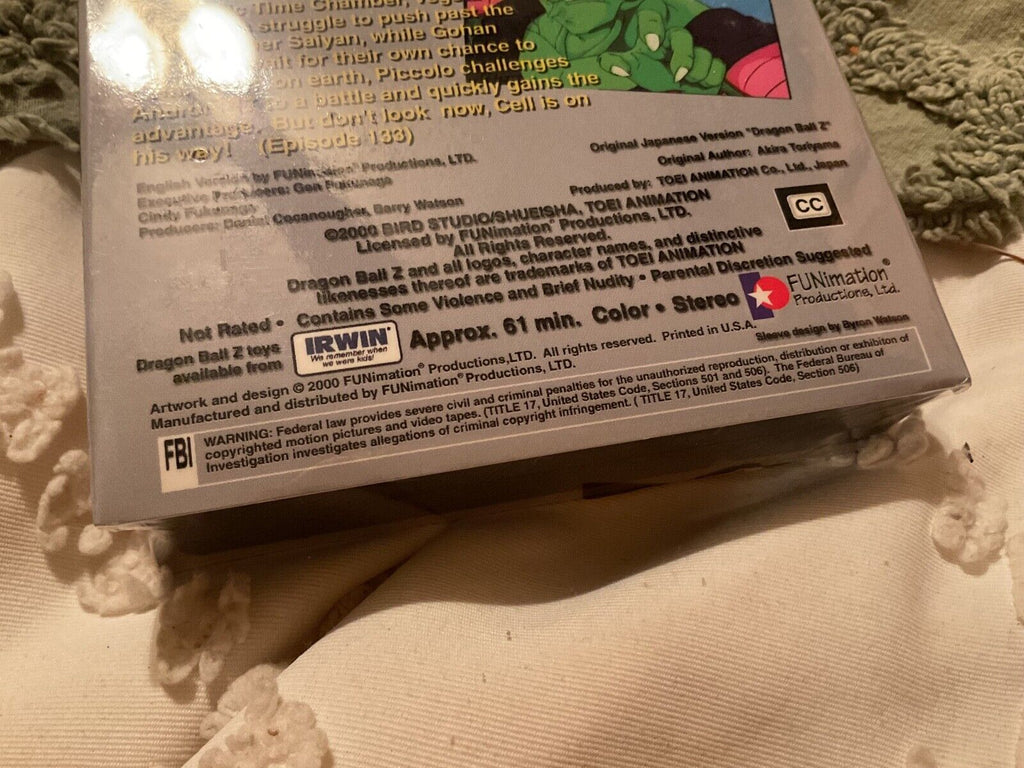 Time Chamber,
struggle to push past the
Saiyan, while Gohan
for their own chance to
on earth, Piccolo challenges
to a battle and quickly gains the
advantage. But don't look now, Cell is on
his way! (Episode 133)
English Version by FUNimation® Productions, LTD.
Executive Producers: Gen Fukunaga
Cindy Fukunaga
Producers: Daniel Cocanougher, Barry Watson
Original Japanese Version "Dragon Ball Z"
Original Author: Akira Toriyama
Produced by: TOEI ANIMATION Co., Ltd., Japan
©2000 BIRD STUDIO/SHUEISHA, TOEI ANIMATION
Licensed by FUNimation® Productions, LTD.
All Rights Reserved.
CC
Dragon Ball Z and all logos, character names, and distinctive
likenesses thereof are trademarks of TOEI ANIMATION
Not Rated • Contains Some Violence and Brief Nudity • Parental Discretion Suggested
Dragon Ball Z toys
available from
IRWIN®
We remember when
we were kids!
Approx. 61 min. Color • Stereo
FUNimation®
Productions, Ltd.
Sleeve design by Byron Watson
Artwork and design © 2000 FUNimation® Productions,LTD. All rights reserved. Printed in U.S.A.
Manufactured and distributed by FUNimation® Productions, LTD.
FBI
WARNING: Federal law provides severe civil and criminal penalties for the unauthorized reproduction, distribution or exhibiton of
copyrighted motion pictures and video tapes. (TITLE 17, United States Code, Sections 501 and 506). The Federal Bureau of
Investigation investigates allegations of criminal copyright infringement. ( TITLE 17, United States Code, Section 506)